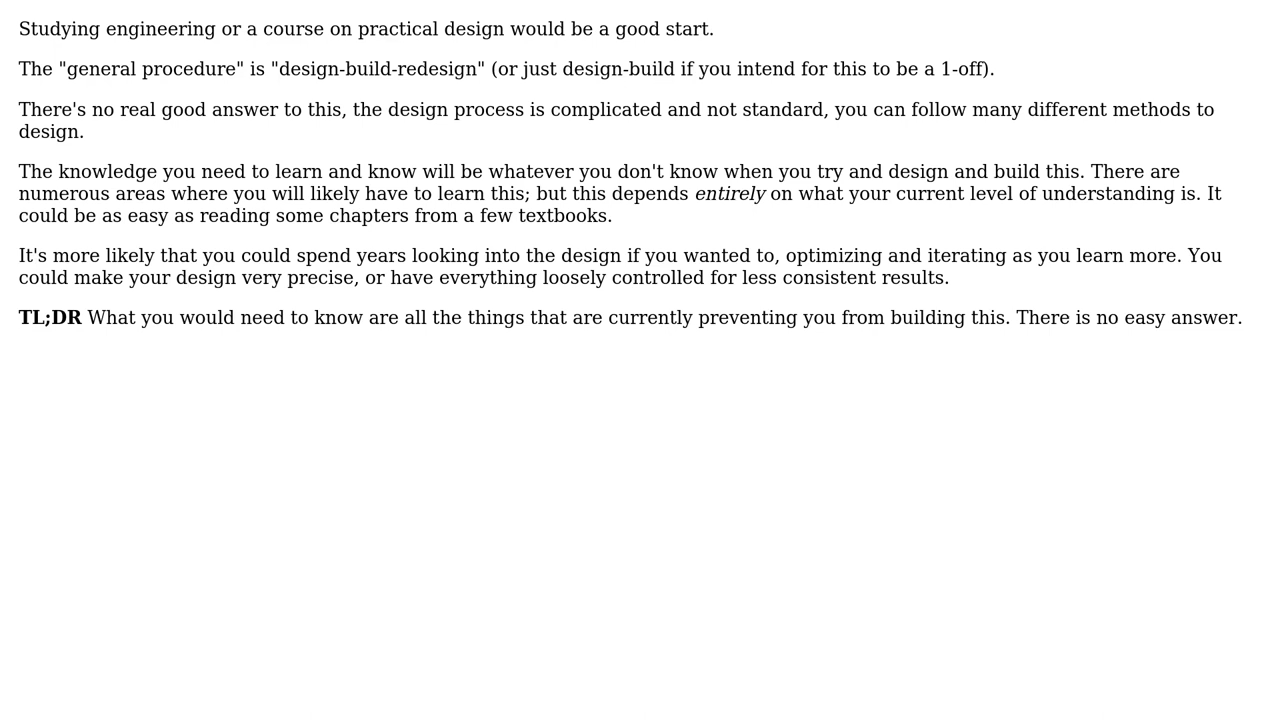 Studying engineering or a course on practical design would be a good start.
The "general procedure" is "design-build-redesign" (or just design-build if you intend for this to be a 1-off).
There's no real good answer to this, the design process is complicated and not standard, you can follow many different methods to
design.
The knowledge you need to learn and know will be whatever you don't know when you try and design and build this. There are
numerous areas where you will likely have to learn this; but this depends entirely on what your current level of understanding is. It
could be as easy as reading some chapters from a few textbooks.
It's more likely that you could spend years looking into the design if you wanted to, optimizing and iterating as you learn more. You
could make your design very precise, or have everything loosely controlled for less consistent results.
TL;DR What you would need to know are all the things that are currently preventing you from building this. There is no easy answer.